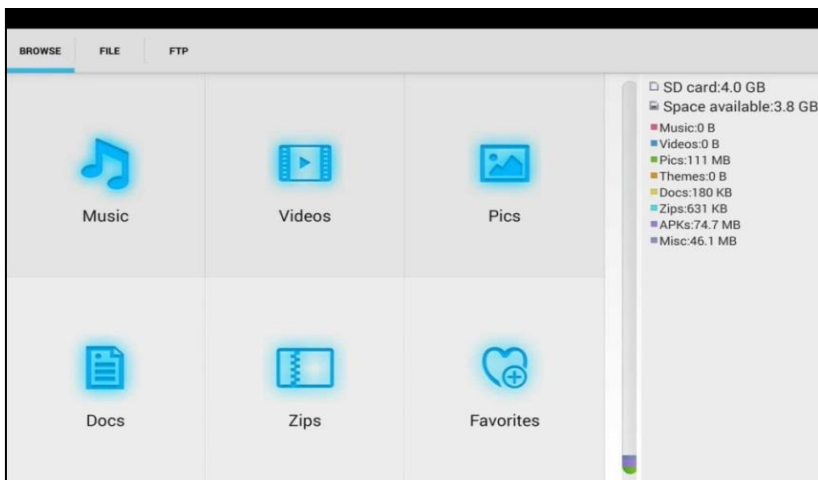 BROWSE FILE FTP
Music Videos Pics
Docs Zips Favorites
SD card:4.0 GB
Space available:3.8 GB
Music:0 B
Videos:0 B
Pics:111 MB
Themes:0 B
Docs:180 KB
Zips:631 KB
APKs:74.7 MB
Misc:46.1 MB